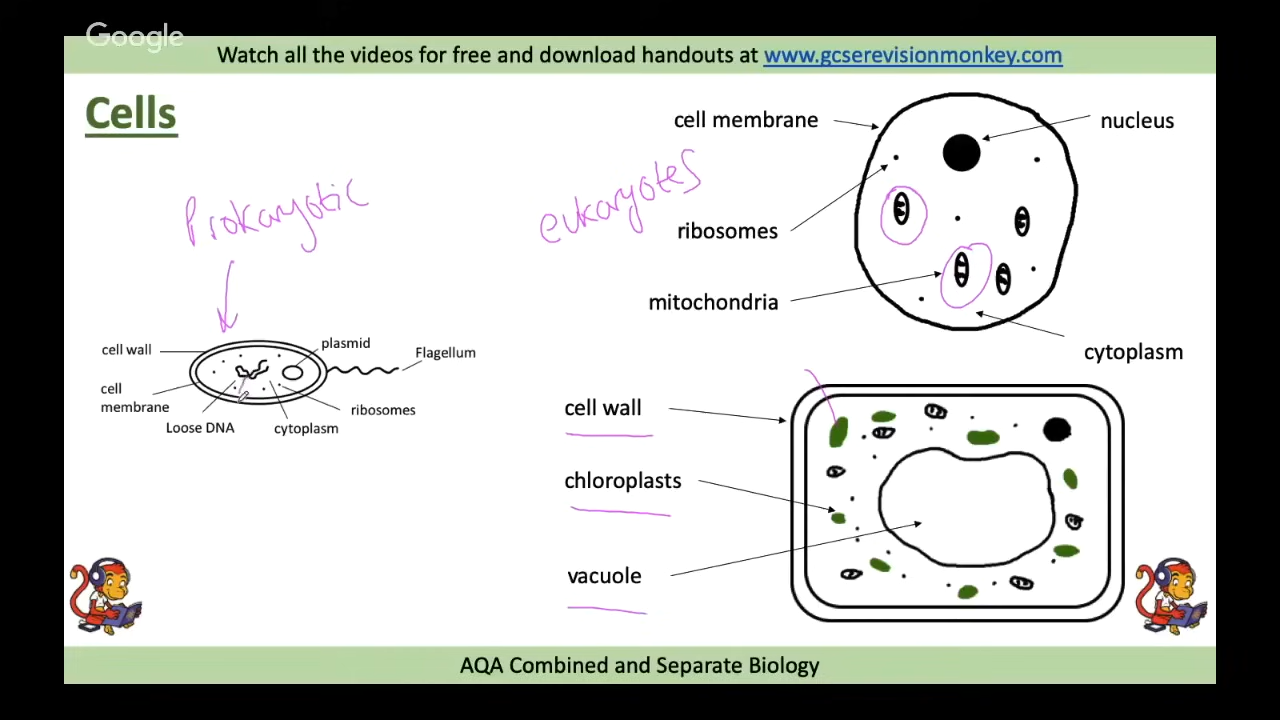 Google
Watch all the videos for free and download handouts at www.gcserevisionmonkey.com
Cells
cell membrane
nucleus
Prokaryotic
eukaryotes
ribosomes
mitochondria
cytoplasm
cell wall
plasmid
Flagellum
cell
membrane
ribosomes
Loose DNA
cytoplasm
cell wall
chloroplasts
vacuole
AQA Combined and Separate Biology